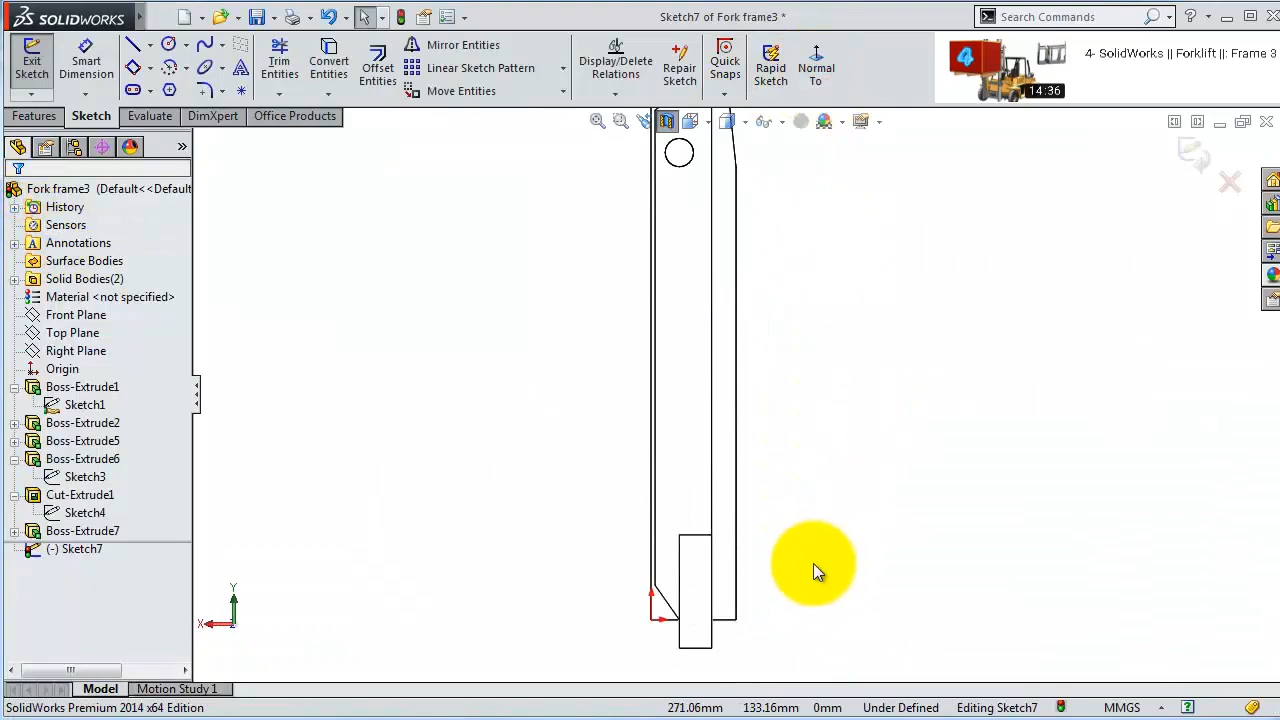 SOLIDWORKS
Sketch7 of Fork frame3 *
Search Commands
Exit Sketch
Smart Dimension
Trim Entities
Convert Entities
Offset Entities
Mirror Entities
Linear Sketch Pattern
Move Entities
Display/Delete Relations
Repair Sketch
Quick Snaps
Rapid Sketch
Normal To
4
4- SolidWorks || Forklift ||: Frame 3
14:36
Features
Sketch
Evaluate
DimXpert
Office Products
Fork frame3 (Default<<Default
History
Sensors
Annotations
Surface Bodies
Solid Bodies(2)
Material <not specified>
Front Plane
Top Plane
Right Plane
Origin
Boss-Extrude1
Sketch1
Boss-Extrude2
Boss-Extrude5
Boss-Extrude6
Sketch3
Cut-Extrude1
Sketch4
Boss-Extrude7
(-) Sketch7
Y
X
Z
Model
Motion Study 1
SolidWorks Premium 2014 x64 Edition
271.06mm
133.16mm
0mm
Under Defined
Editing Sketch7
MMGS